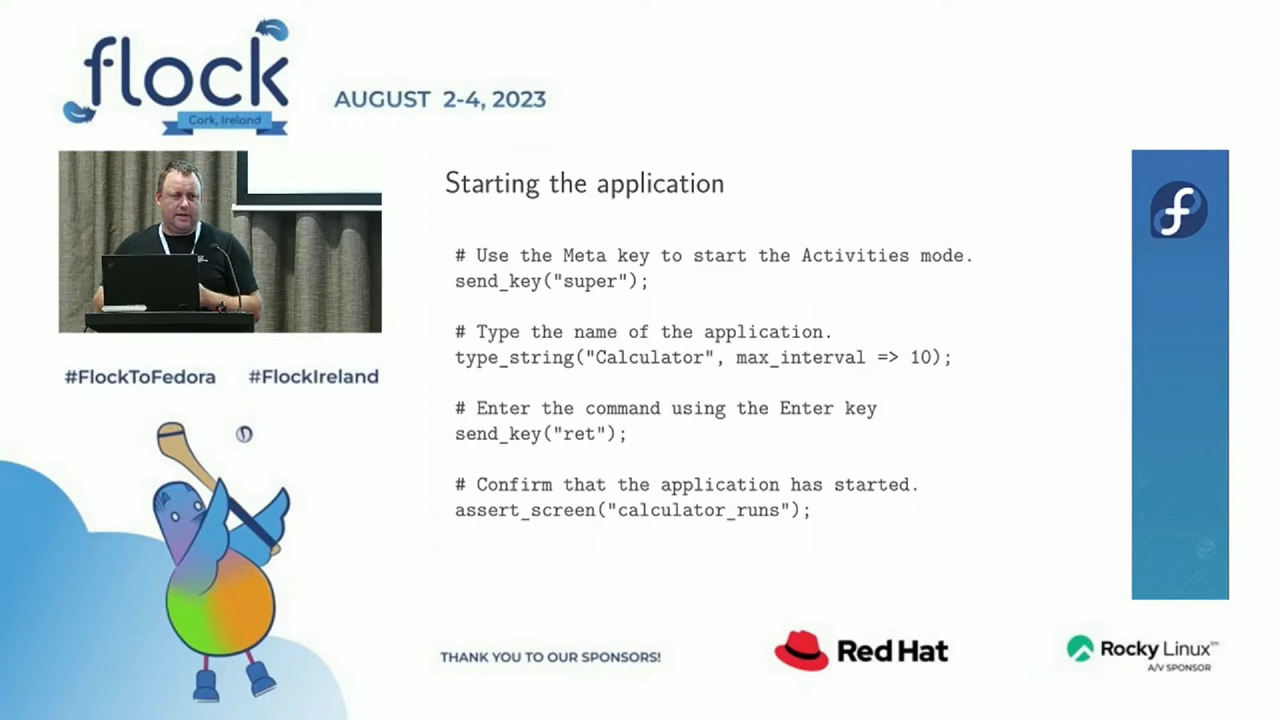 flock
Cork, Ireland
AUGUST 2-4, 2023
Starting the application
# Use the Meta key to start the Activities mode.
send_key("super");
# Type the name of the application.
type_string("Calculator", max_interval => 10);
# Enter the command using the Enter key
send_key("ret");
# Confirm that the application has started.
assert_screen("calculator_runs");
#FlockToFedora #FlockIreland
THANK YOU TO OUR SPONSORS!
Red Hat
Rocky Linux™
A/V SPONSOR